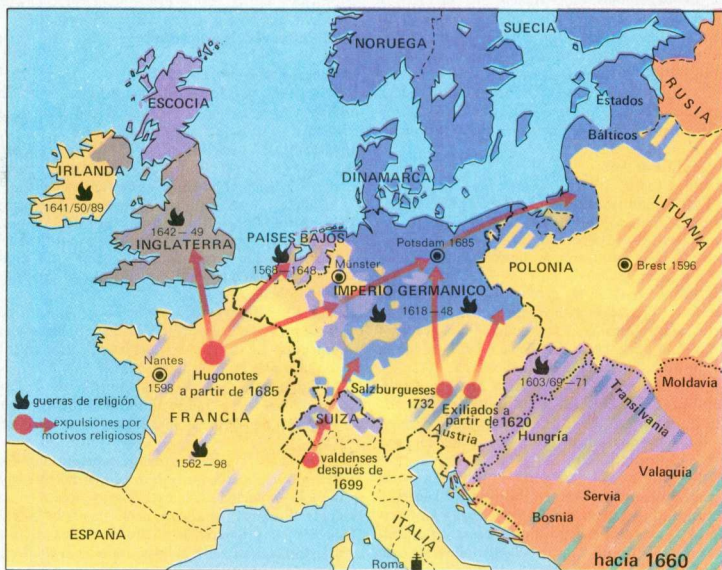 NORUEGA
SUECIA
ESCOCIA
RUSIA
Estados
Bálticos
IRLANDA
1641/50/89
DINAMARCA
LITUANIA
1642–49
INGLATERRA
PAISES BAJOS
1568–1648
Münster
Potsdam 1685
POLONIA
Brest 1596
IMPERIO GERMANICO
1618–48
Nantes
1598
Hugonotes
a partir de 1685
guerras de religión
expulsiones por
motivos religiosos
FRANCIA
1562–98
SUIZA
Salzburgueses
1732
Exiliados a
partir de 1620
Austria
1603/69–71
Hungría
Transilvania
Moldavia
valdenses
después de
1699
Valaquia
Servia
Bosnia
ESPAÑA
ITALIA
Roma
hacia 1660